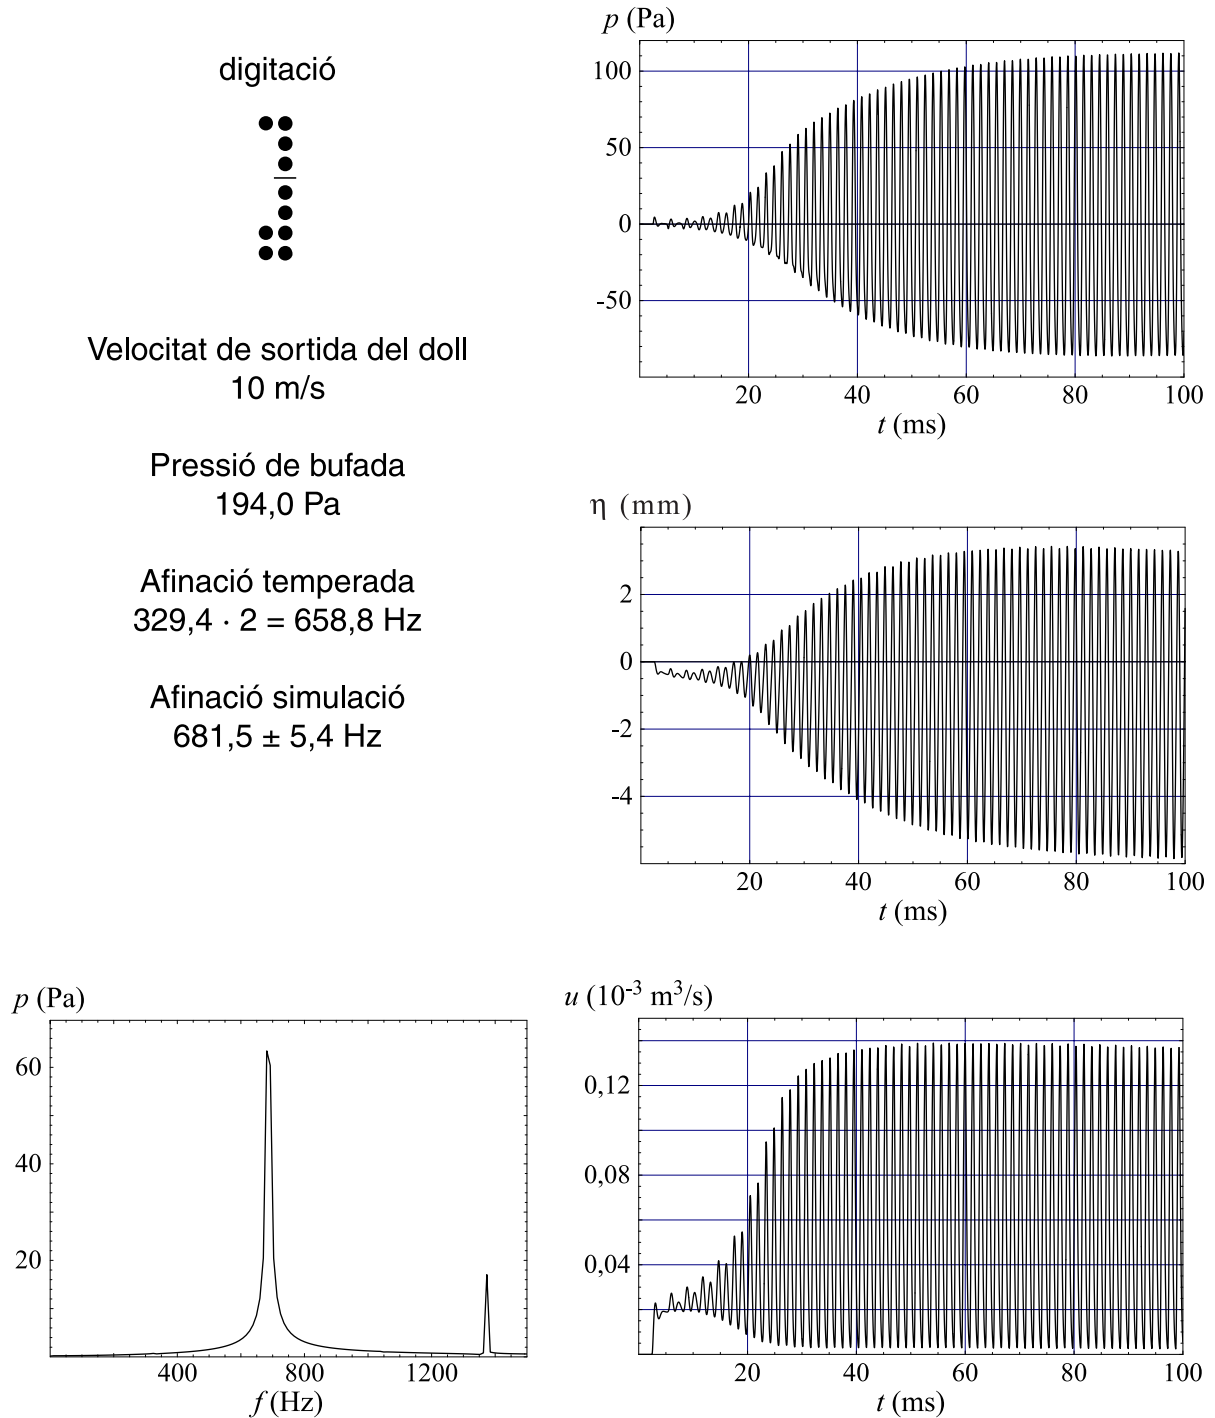 digitació
Velocitat de sortida del doll
10 m/s
Pressió de bufada
194,0 Pa
Afinació temperada
329,4 · 2 = 658,8 Hz
Afinació simulació
681,5 ± 5,4 Hz
p (Pa)
100
50
0
-50
20 40 60 80 100
t (ms)
η (mm)
2
0
-2
-4
20 40 60 80 100
t (ms)
p (Pa)
60
40
20
400 800 1200
f (Hz)
u (10⁻³ m³/s)
0,12
0,08
0,04
20 40 60 80 100
t (ms)